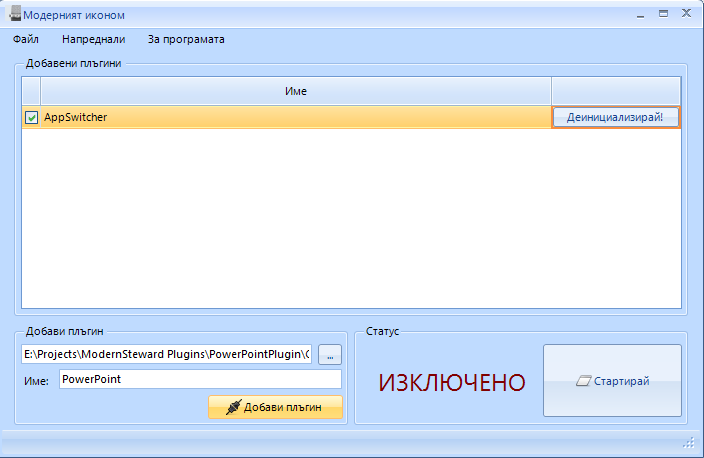 Модерният иконом
Файл Напреднали За програмата
Добавени плъгини
Име
AppSwitcher Деинициализирай!
Добави плъгин
E:\Projects\ModernSteward Plugins\PowerPointPlugin\ ...
Име: PowerPoint
Добави плъгин
Статус
ИЗКЛЮЧЕНО
Стартирай